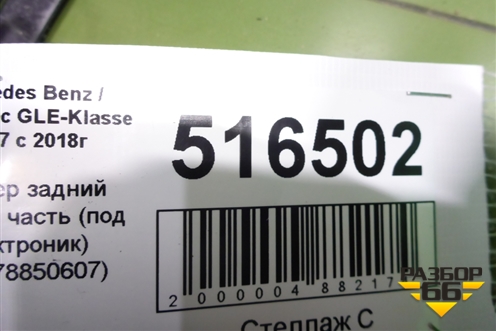 edes Benz /
с GLE-Klasse
7 с 2018г
516502
ер задний
часть (под
ктроник)
78850607)
2 000004 88217
Стеллаж С
РАЗБОР
66